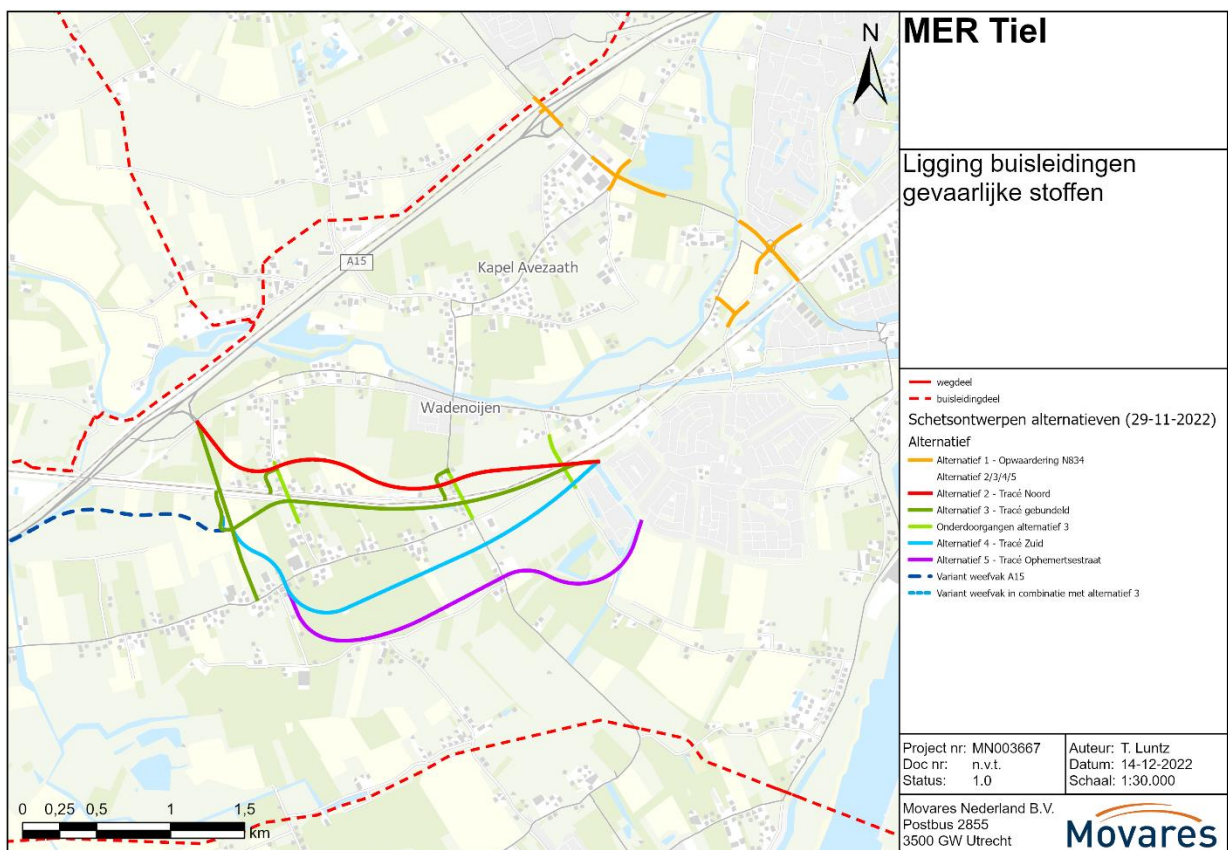 MER Tiel
Ligging buisleidingen
gevaarlijke stoffen
N
A15
Kapel Avezaath
Wadenoijen
0 0,25 0,5 1 1,5
km
wegdeel
buisleidingdeel
Schetsontwerpen alternatieven (29-11-2022)
Alternatief
Alternatief 1 - Opwaardering N834
Alternatief 2/3/4/5
Alternatief 2 - Tracé Noord
Alternatief 3 - Tracé gebundeld
Onderdoorgangen alternatief 3
Alternatief 4 - Tracé Zuid
Alternatief 5 - Tracé Ophemertsestraat
Variant weefvak A15
Variant weefvak in combinatie met alternatief 3
Project nr: MN003667
Doc nr: n.v.t.
Status: 1.0
Auteur: T. Luntz
Datum: 14-12-2022
Schaal: 1:30.000
Movares Nederland B.V.
Postbus 2855
3500 GW Utrecht
Movares